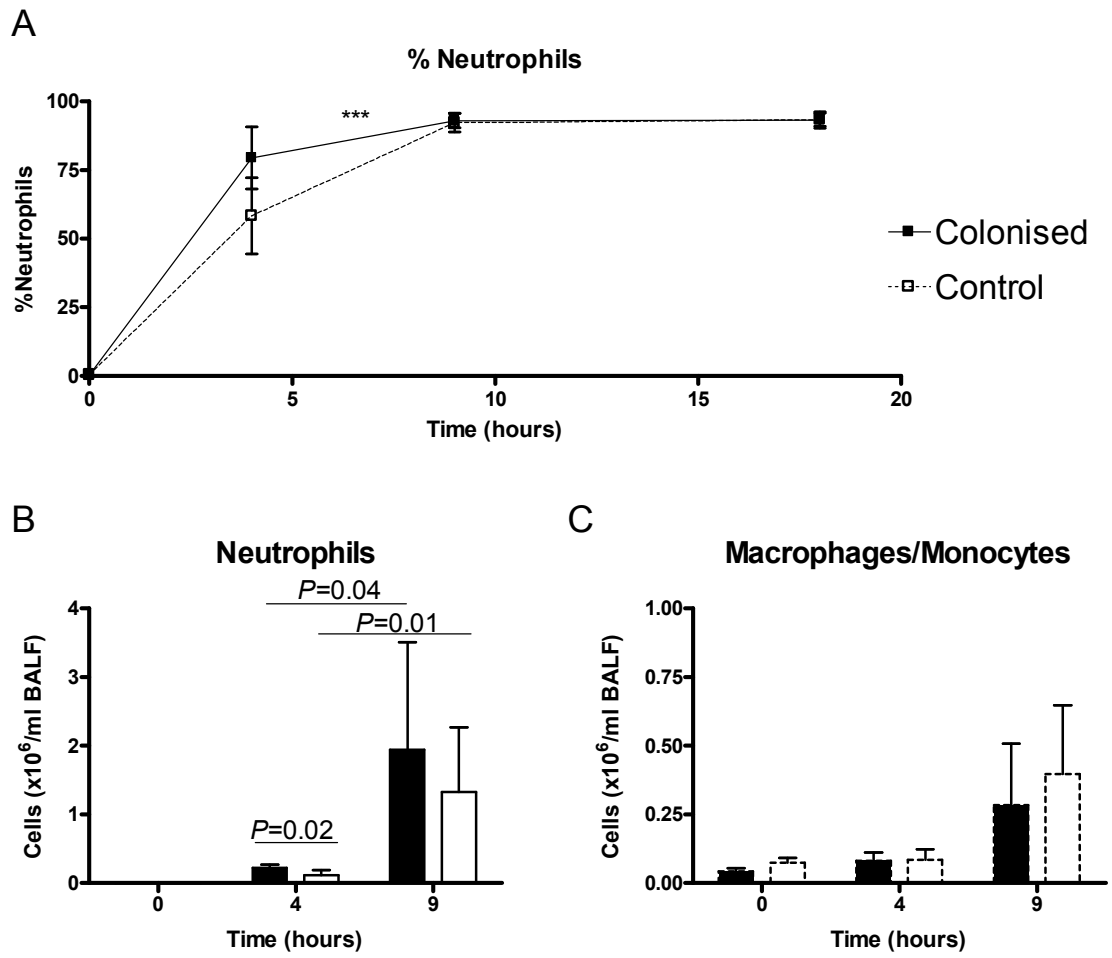 A
% Neutrophils
100
75
50
25
0
%Neutrophils
***
0 5 10 15 20
Time (hours)
Colonised
Control
B
Neutrophils
P=0.04
P=0.01
P=0.02
4
3
2
1
0
Cells (x10⁶/ml BALF)
0 4 9
Time (hours)
C
Macrophages/Monocytes
1.00
0.75
0.50
0.25
0.00
Cells (x10⁶/ml BALF)
0 4 9
Time (hours)